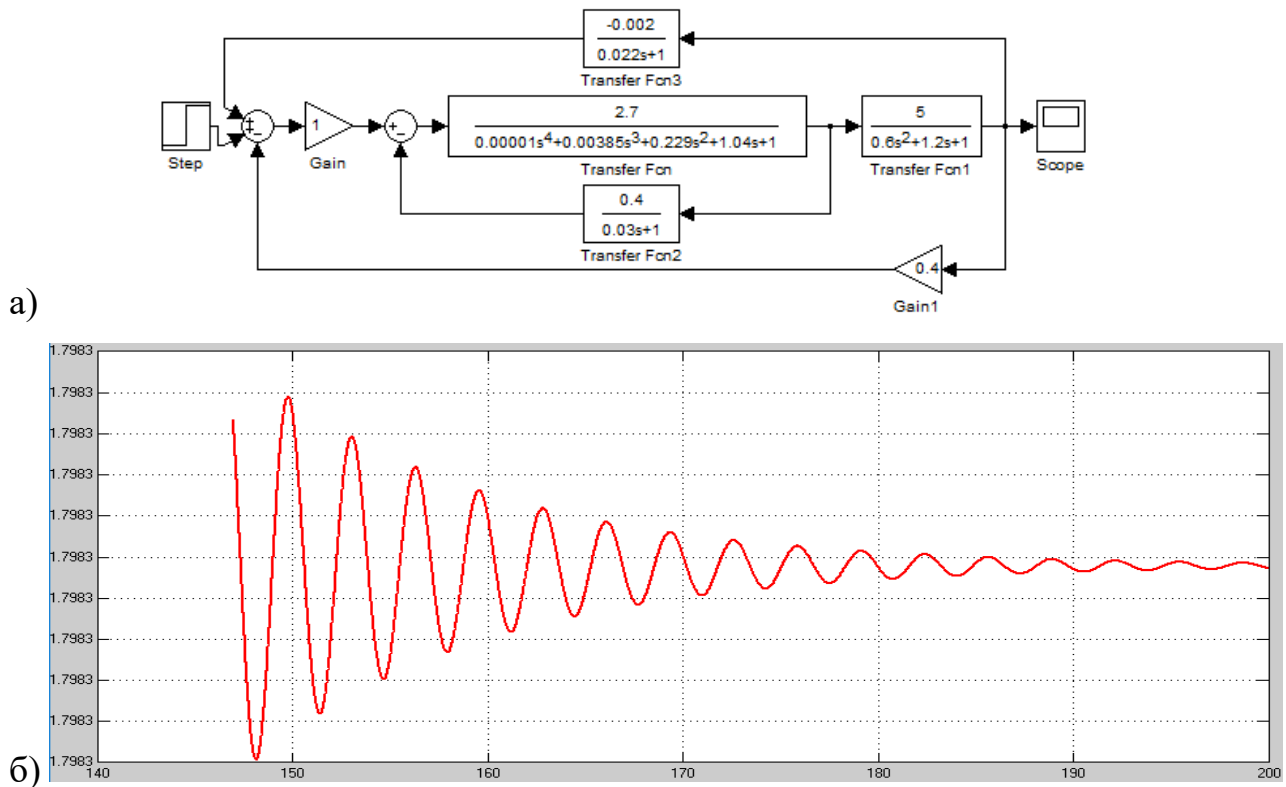 -0.002
0.022s+1
Transfer Fcn3
Step
1
Gain
2.7
0.00001s⁴+0.00385s³+0.229s²+1.04s+1
Transfer Fcn
5
0.6s²+1.2s+1
Transfer Fcn1
Scope
0.4
0.03s+1
Transfer Fcn2
0.4
Gain1
а)
1.7983
1.7983
1.7983
1.7983
1.7983
1.7983
1.7983
1.7983
1.7983
1.7983
1.7983
б)
140 150 160 170 180 190 200